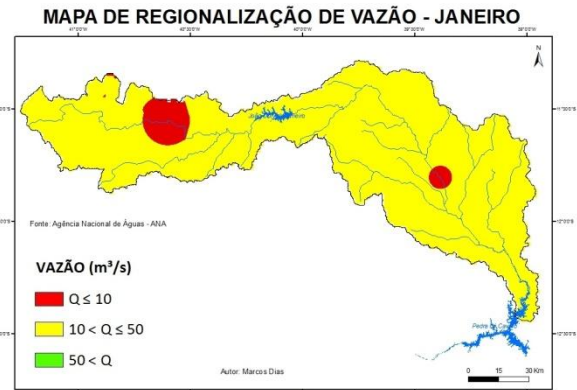 MAPA DE REGIONALIZAÇÃO DE VAZÃO - JANEIRO
N
Fonte: Agência Nacional de Águas - ANA
VAZÃO (m³/s)
Q ≤ 10
10 < Q ≤ 50
50 < Q
Autor: Marcos Dias
0 15 30 Km